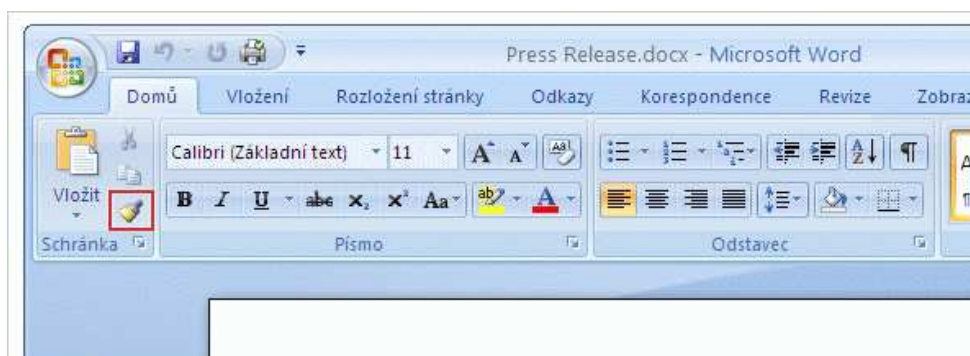 Press Release.docx - Microsoft Word
Domů Vložení Rozložení stránky Odkazy Korespondence Revize
Calibri (Základní text) 11
Vložit
Schránka Písmo Odstavec